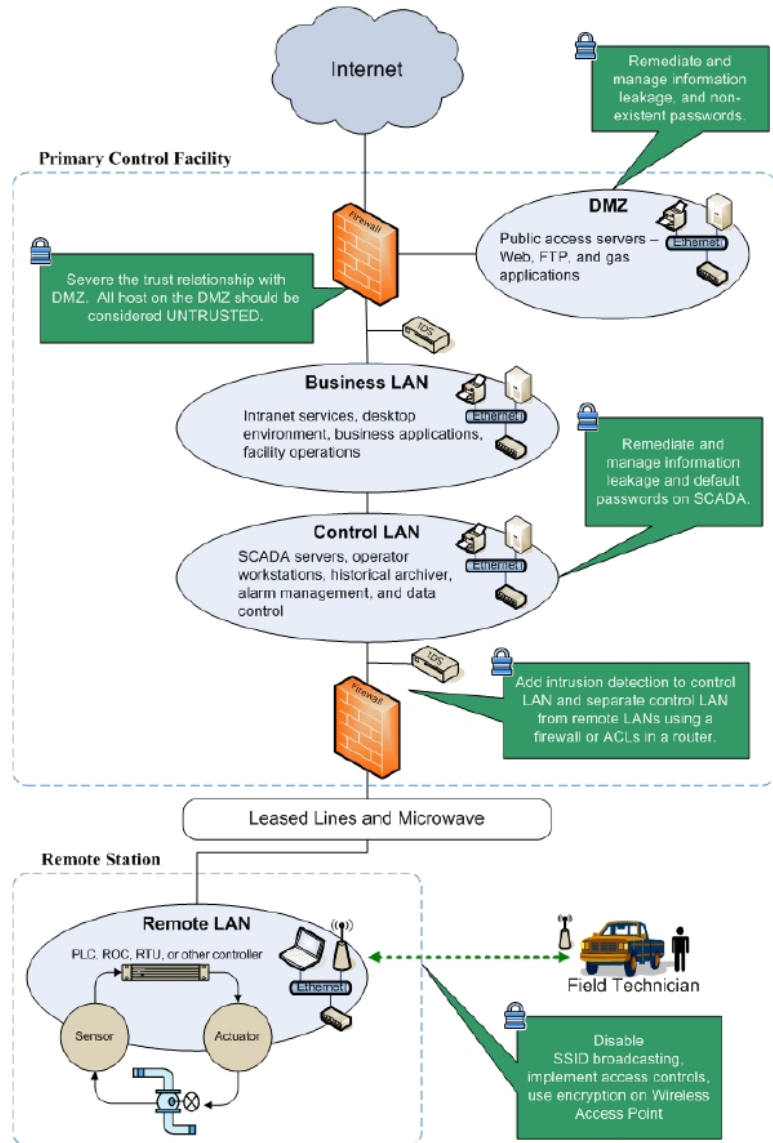 Internet
Remediate and
manage information
leakage, and non-
existent passwords.
Primary Control Facility
Firewall
DMZ
Public access servers –
Web, FTP, and gas
applications
Ethernet
Severe the trust relationship with
DMZ. All host on the DMZ should be
considered UNTRUSTED.
IDS
Business LAN
Intranet services, desktop
environment, business applications,
facility operations
Ethernet
Remediate and
manage information
leakage and default
passwords on SCADA.
Control LAN
SCADA servers, operator
workstations, historical archiver,
alarm management, and data
control
Ethernet
IDS
Firewall
Add intrusion detection to control
LAN and separate control LAN
from remote LANs using a
firewall or ACLs in a router.
Leased Lines and Microwave
Remote Station
Remote LAN
PLC, ROC, RTU, or other controller
Ethernet
Sensor
Actuator
Field Technician
Disable
SSID broadcasting,
implement access controls,
use encryption on Wireless
Access Point